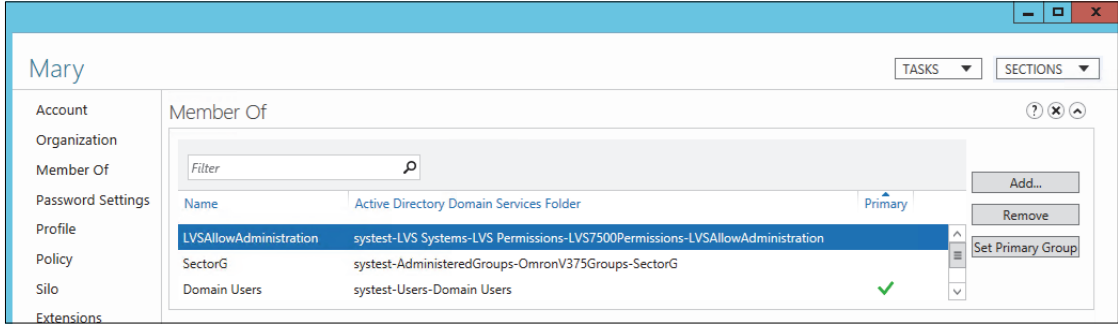 Mary
TASKS
SECTIONS
Account
Organization
Member Of
Password Settings
Profile
Policy
Silo
Extensions
Member Of
Filter
Name Active Directory Domain Services Folder Primary
LVSAllowAdministration systest-LVS Systems-LVS Permissions-LVS7500Permissions-LVSAllowAdministration
SectorG systest-AdministeredGroups-OmronV375Groups-SectorG
Domain Users systest-Users-Domain Users
Add...
Remove
Set Primary Group